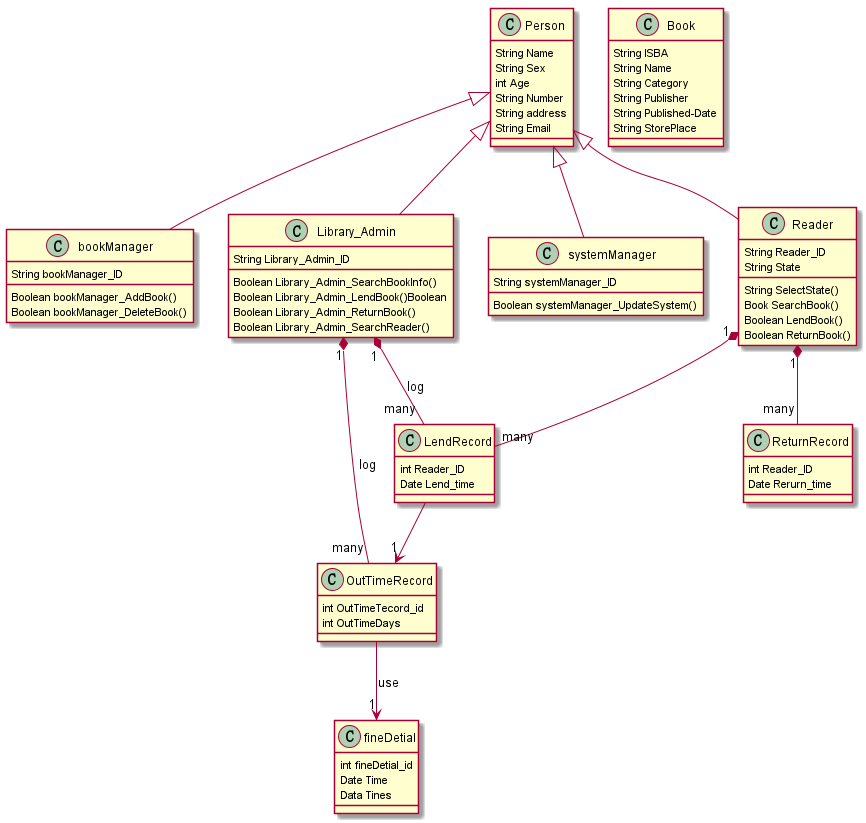 C Person
String Name
String Sex
int Age
String Number
String address
String Email
C Book
String ISBA
String Name
String Category
String Publisher
String Published-Date
String StorePlace
C bookManager
String bookManager_ID
Boolean bookManager_AddBook()
Boolean bookManager_DeleteBook()
C Library_Admin
String Library_Admin_ID
Boolean Library_Admin_SearchBookInfo()
Boolean Library_Admin_LendBook()Boolean
Boolean Library_Admin_ReturnBook()
Boolean Library_Admin_SearchReader()
C systemManager
String systemManager_ID
Boolean systemManager_UpdateSystem()
C Reader
String Reader_ID
String State
String SelectState()
Book SearchBook()
Boolean LendBook()
Boolean ReturnBook()
1
1
1
1
log
many
many
many
C LendRecord
int Reader_ID
Date Lend_time
C ReturnRecord
int Reader_ID
Date Rerurn_time
log
many
1
C OutTimeRecord
int OutTimeTecord_id
int OutTimeDays
use
1
C fineDetial
int fineDetial_id
Date Time
Data Tines